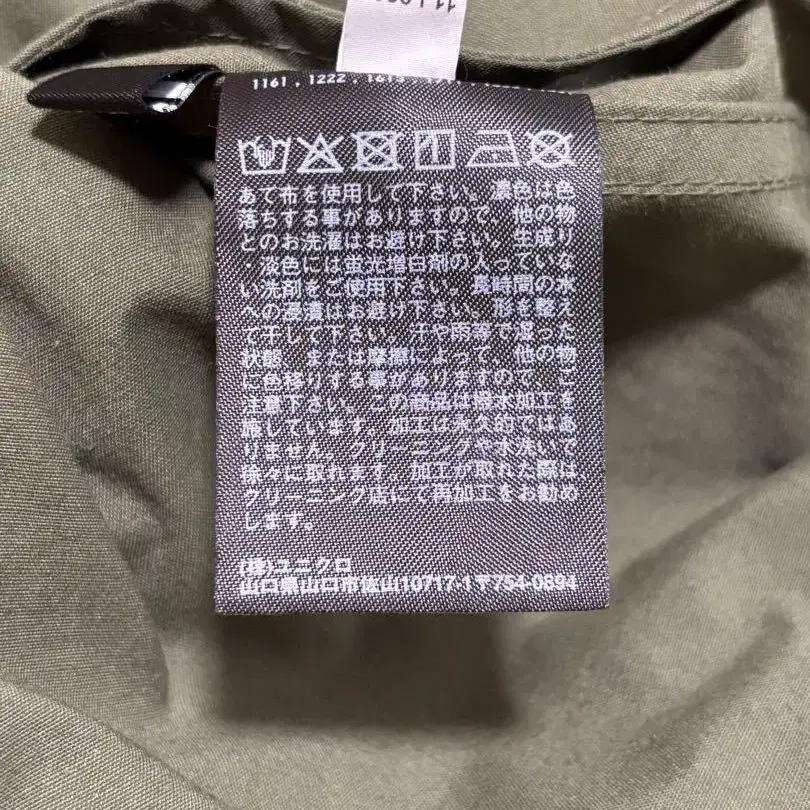 1161 , 1222 , 1613
あて布を使用して下さい。濃色は色
落ちする事がありますので、他の物
とのお洗濯はお避け下さい。生成り
・淡色には蛍光増白剤の入っていな
い洗剤をご使用下さい。長時間の水
への浸漬はお避け下さい。形を整え
て干して下さい。汗や雨等で湿った
状態、または摩擦によって、他の物
に色移りする事がありますので、ご
注意下さい。この商品は撥水加工を
施しています。加工は永久的ではあ
りません。クリーニングや水洗いで
徐々に取れます。加工が取れた際は
クリーニング店にて再加工をお勧め
します。
(株)ユニクロ
山口県山口市佐山10717-1〒754-0894